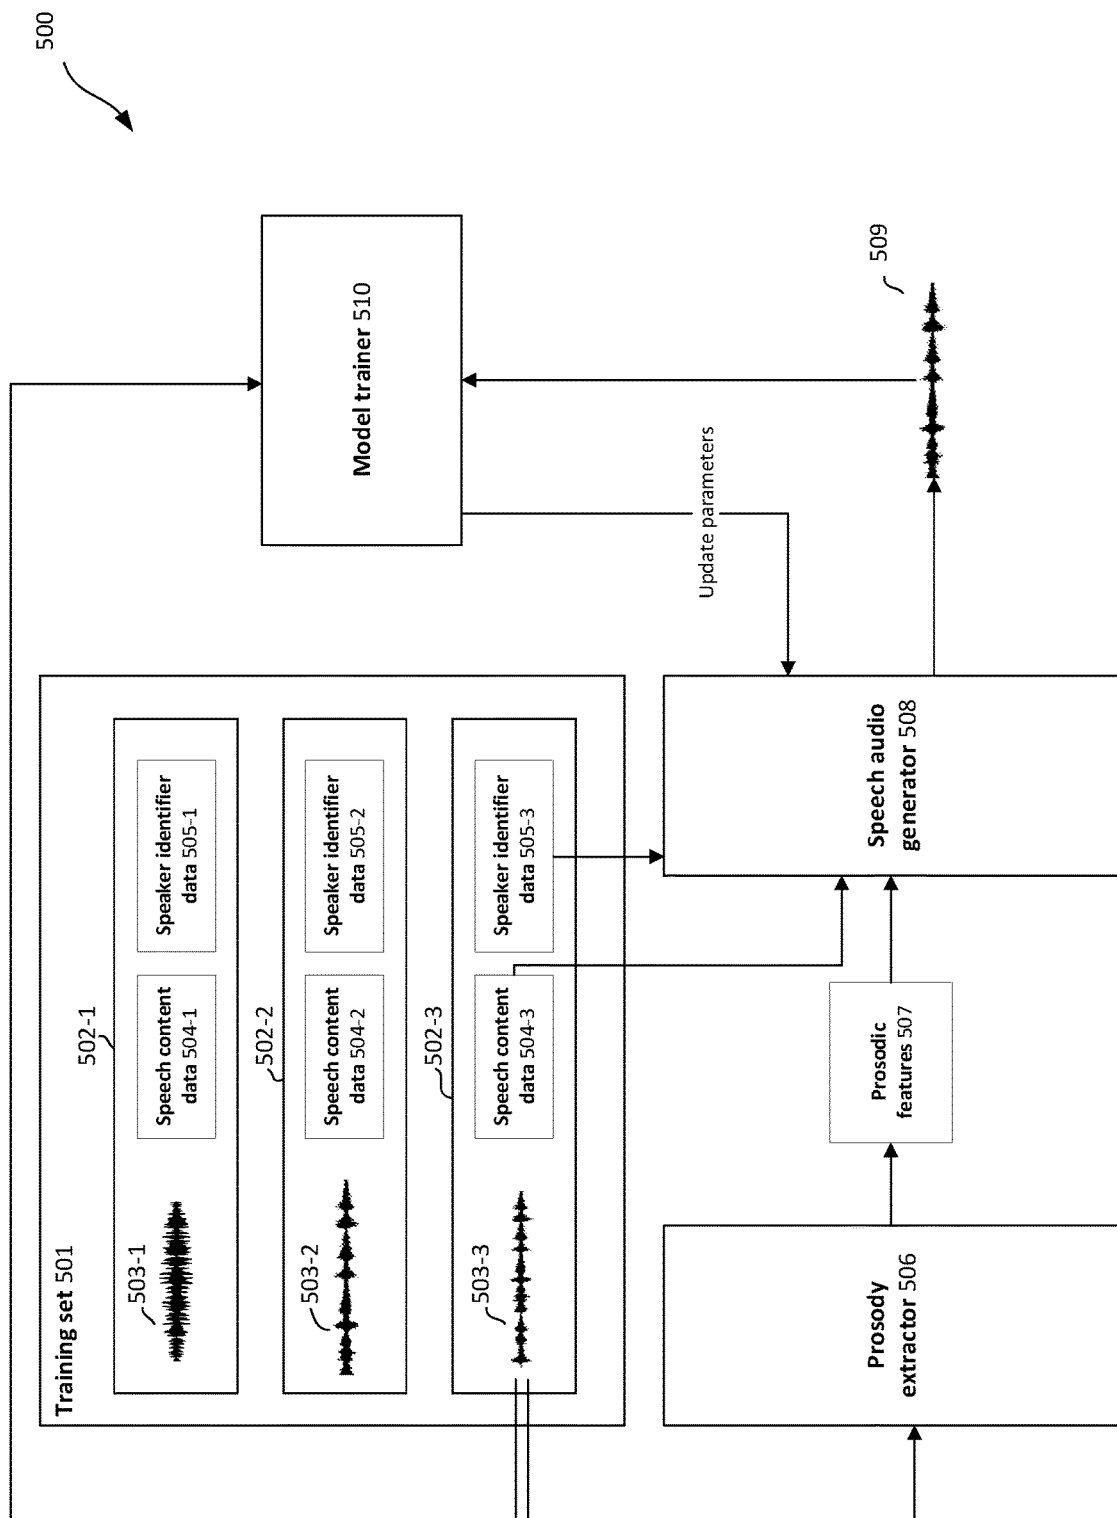 500
Training set 501
502-1
503-1
Speech content
data 504-1
Speaker identifier
data 505-1
502-2
503-2
Speech content
data 504-2
Speaker identifier
data 505-2
502-3
503-3
Speech content
data 504-3
Speaker identifier
data 505-3
Model trainer 510
Update parameters
Prosody
extractor 506
Prosodic
features 507
Speech audio
generator 508
509